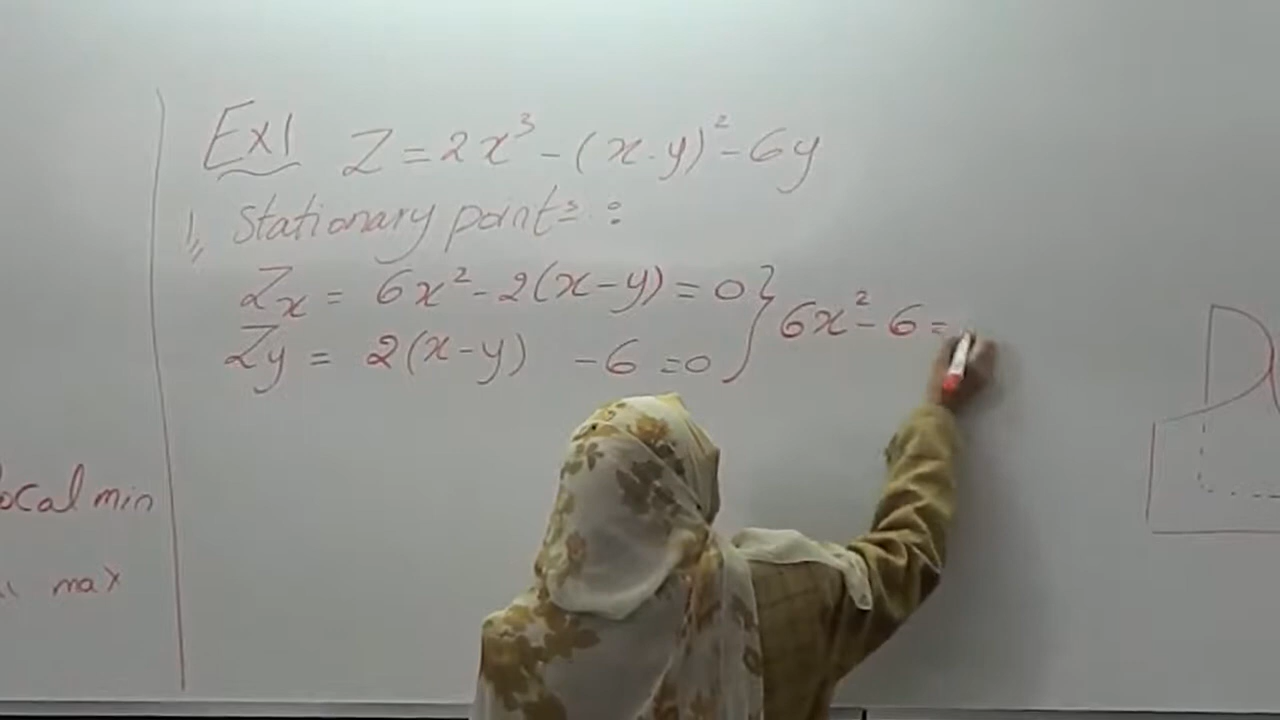 Ex1 Z = 2x³ - (x-y)² - 6y
1,, Stationary points :
Zx = 6x² - 2(x-y) = 0 } 6x² - 6 =
Zy = 2(x-y) - 6 = 0
local min
max